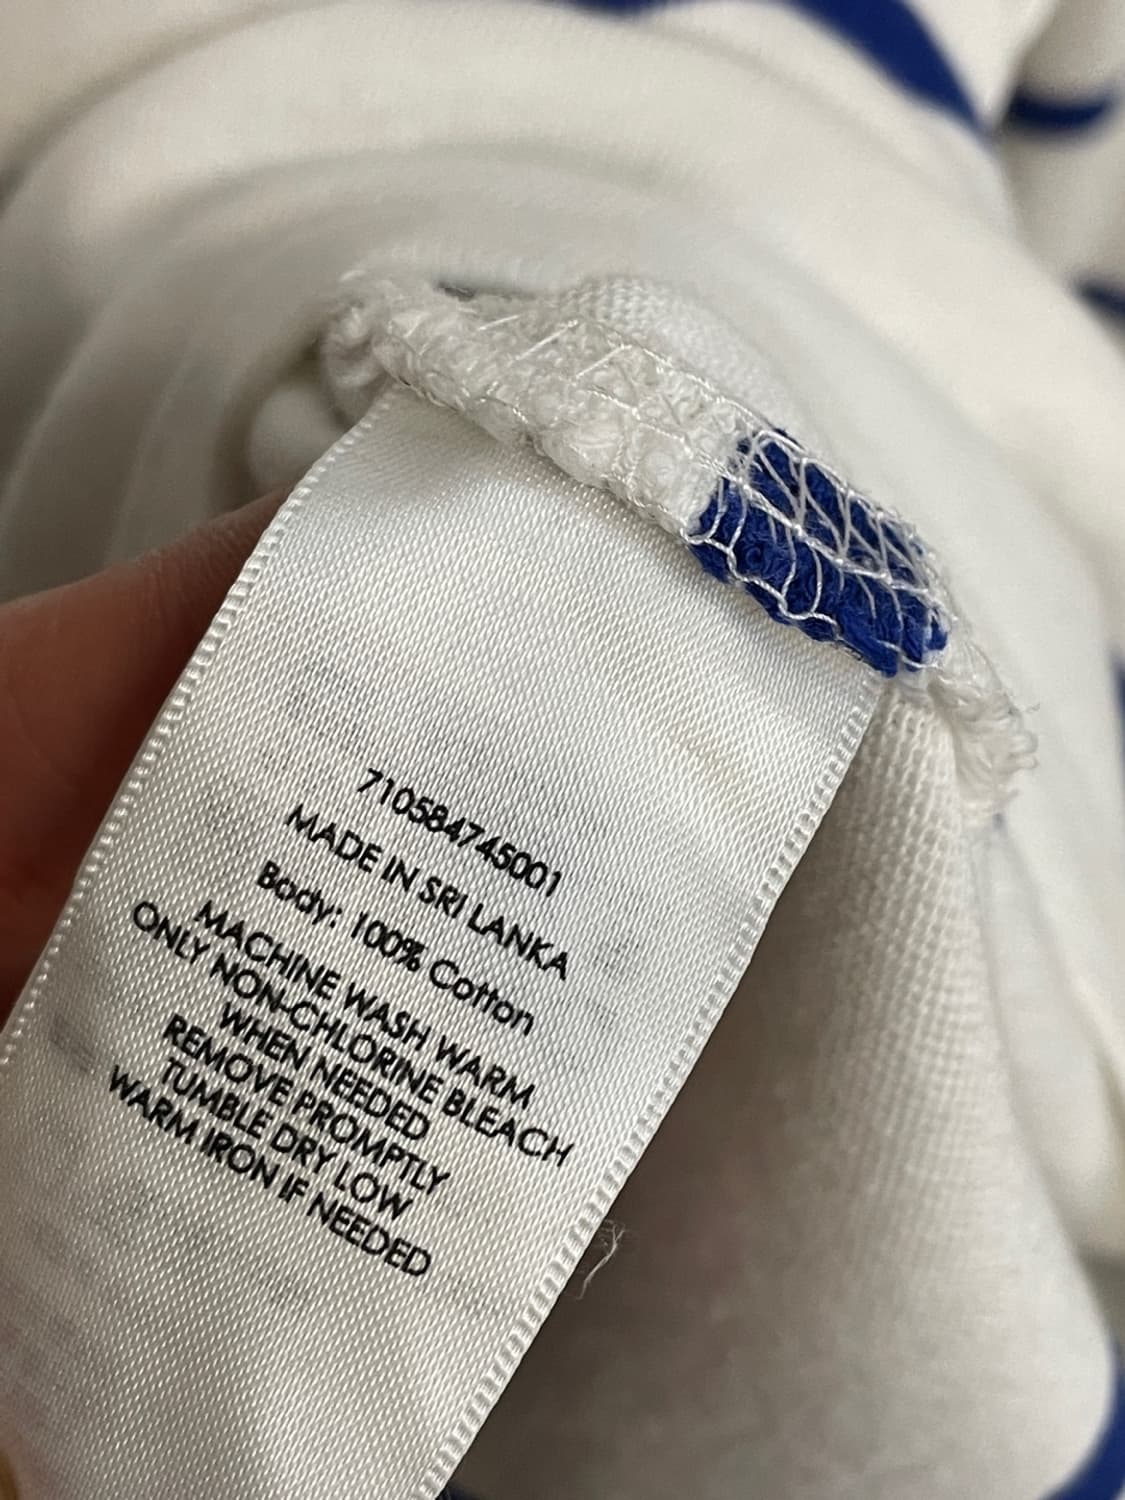 710584745001
MADE IN SRI LANKA
Body: 100% Cotton
MACHINE WASH WARM
ONLY NON-CHLORINE BLEACH
WHEN NEEDED
REMOVE PROMPTLY
TUMBLE DRY LOW
WARM IRON IF NEEDED